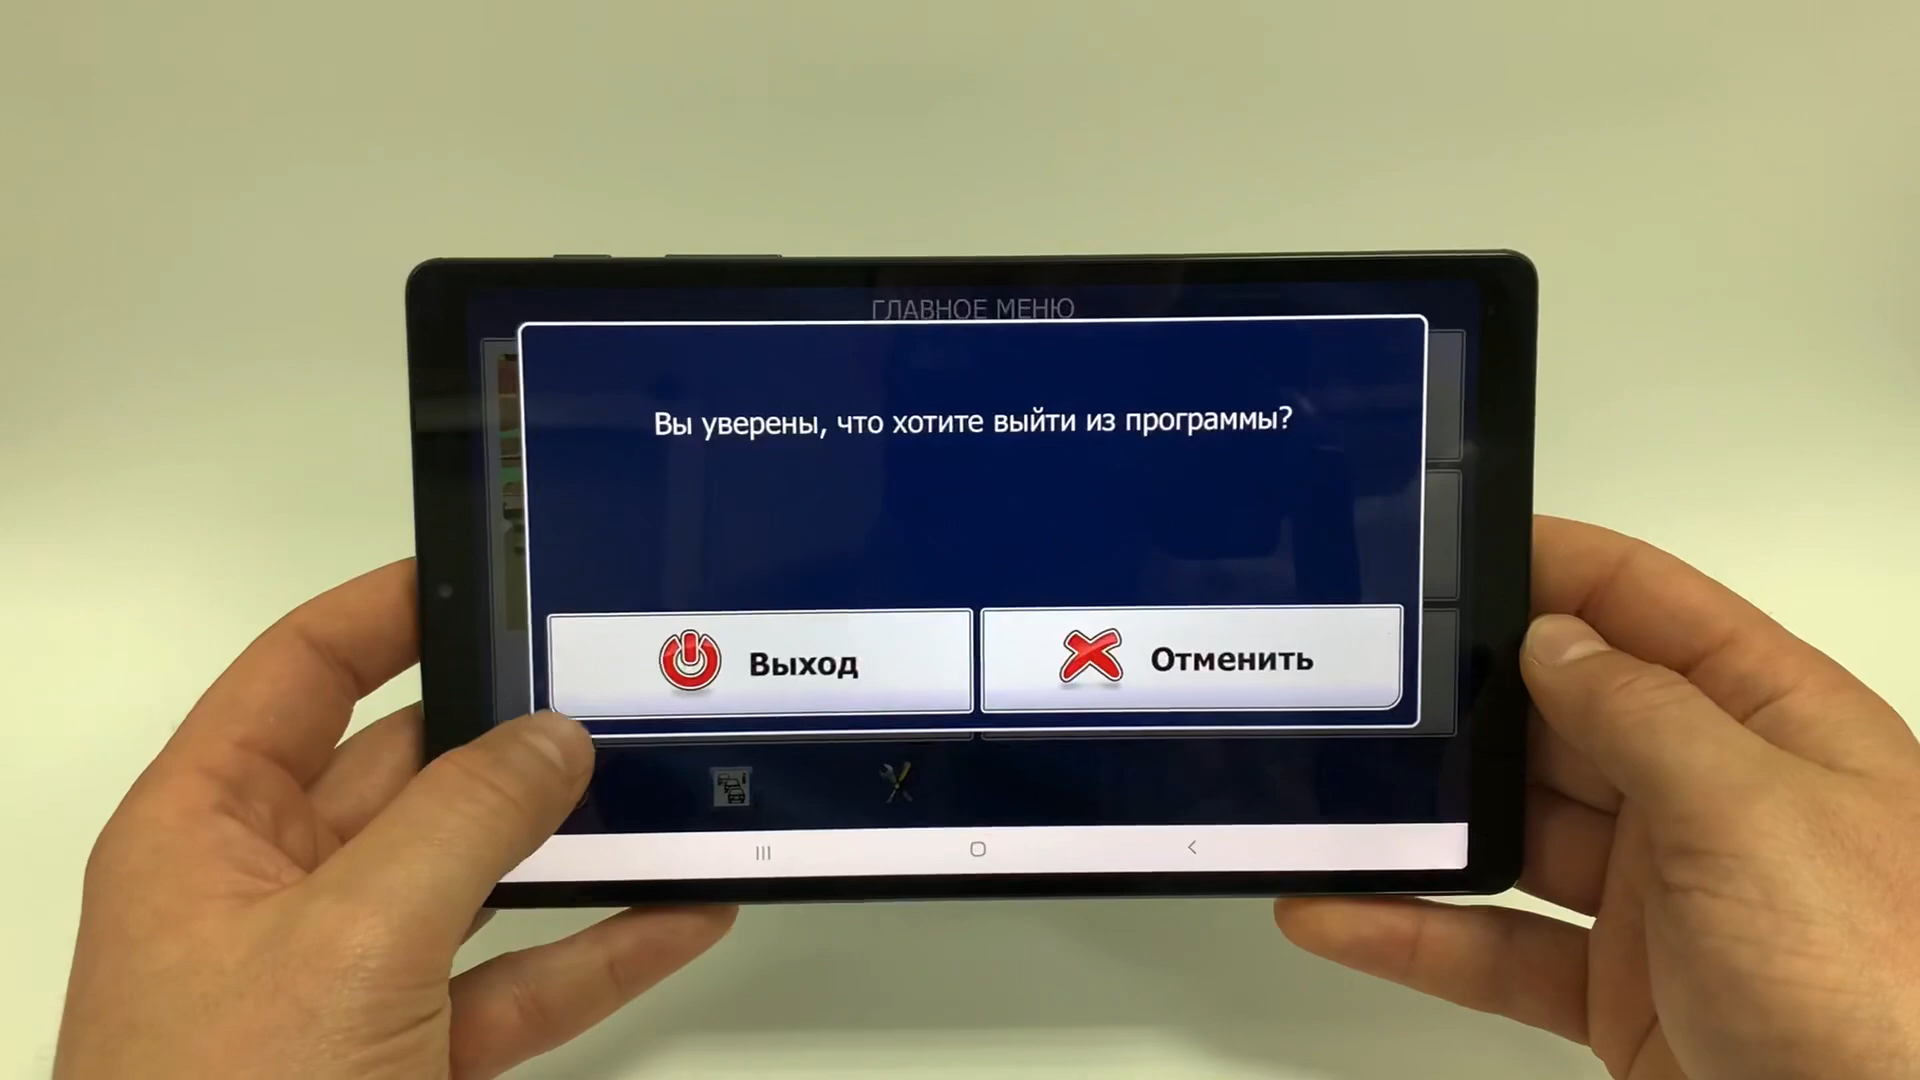 ГЛАВНОЕ МЕНЮ
Вы уверены, что хотите выйти из программы?
Выход
Отменить